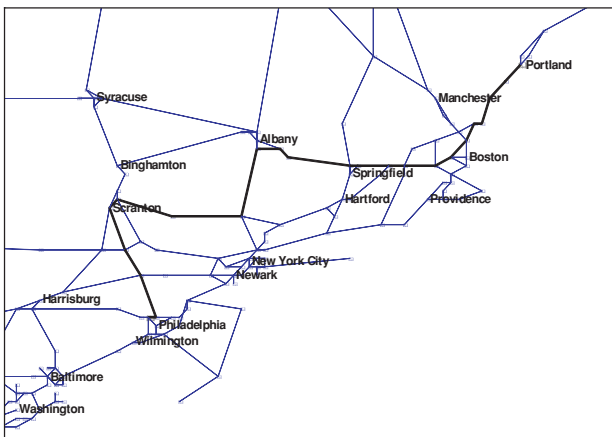 Portland
Syracuse
Manchester
Albany
Boston
Binghamton
Springfield
Hartford
Providence
Scranton
New York City
Newark
Harrisburg
Philadelphia
Wilmington
Baltimore
Washington